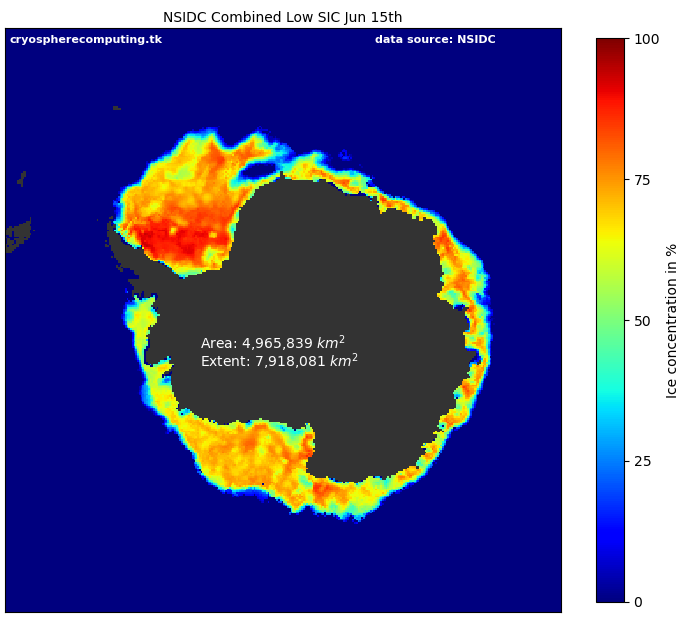 NSIDC Combined Low SIC Jun 15th
cryospherecomputing.tk
data source: NSIDC
100
75
50
25
0
Ice concentration in %
Area: 4,965,839 km²
Extent: 7,918,081 km²